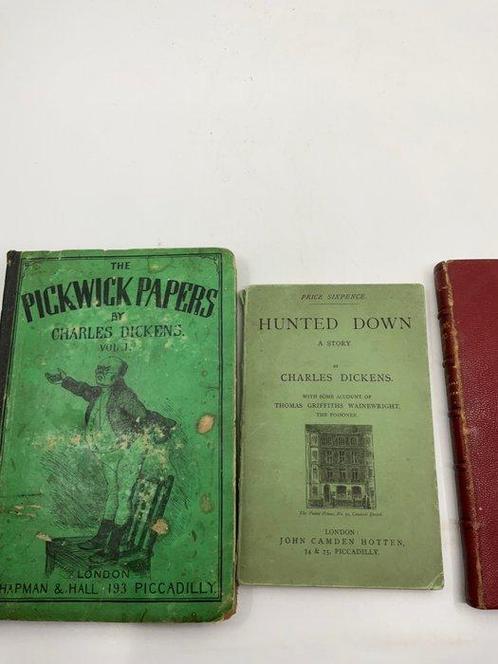 THE
PICKWICK PAPERS
BY
CHARLES DICKENS.
VOL. I.
LONDON
CHAPMAN & HALL. 193 PICCADILLY.
PRICE SIXPENCE.
HUNTED DOWN
A STORY
BY
CHARLES DICKENS.
WITH SOME ACCOUNT OF
THOMAS GRIFFITHS WAINEWRIGHT,
THE POISONER.
LONDON:
JOHN CAMDEN HOTTEN,
74 & 75, PICCADILLY.